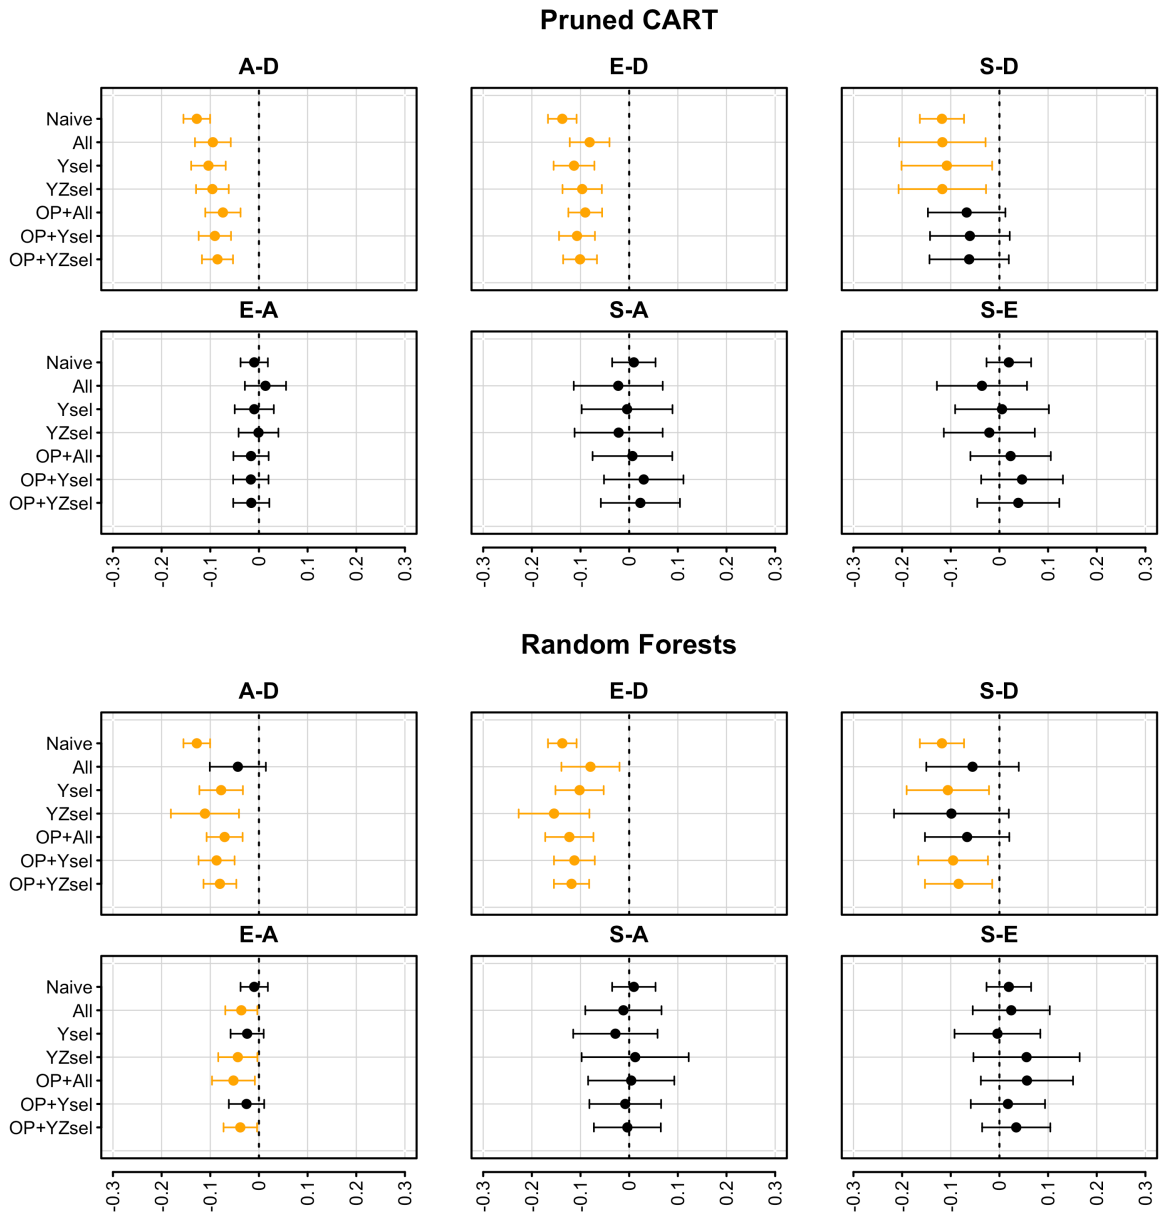 Pruned CART
A-D
E-D
S-D
Naive
All
Ysel
YZsel
OP+All
OP+Ysel
OP+YZsel
E-A
S-A
S-E
Naive
All
Ysel
YZsel
OP+All
OP+Ysel
OP+YZsel
-0.3 -0.2 -0.1 0 0.1 0.2 0.3
-0.3 -0.2 -0.1 0 0.1 0.2 0.3
-0.3 -0.2 -0.1 0 0.1 0.2 0.3
Random Forests
A-D
E-D
S-D
Naive
All
Ysel
YZsel
OP+All
OP+Ysel
OP+YZsel
E-A
S-A
S-E
Naive
All
Ysel
YZsel
OP+All
OP+Ysel
OP+YZsel
-0.3 -0.2 -0.1 0 0.1 0.2 0.3
-0.3 -0.2 -0.1 0 0.1 0.2 0.3
-0.3 -0.2 -0.1 0 0.1 0.2 0.3